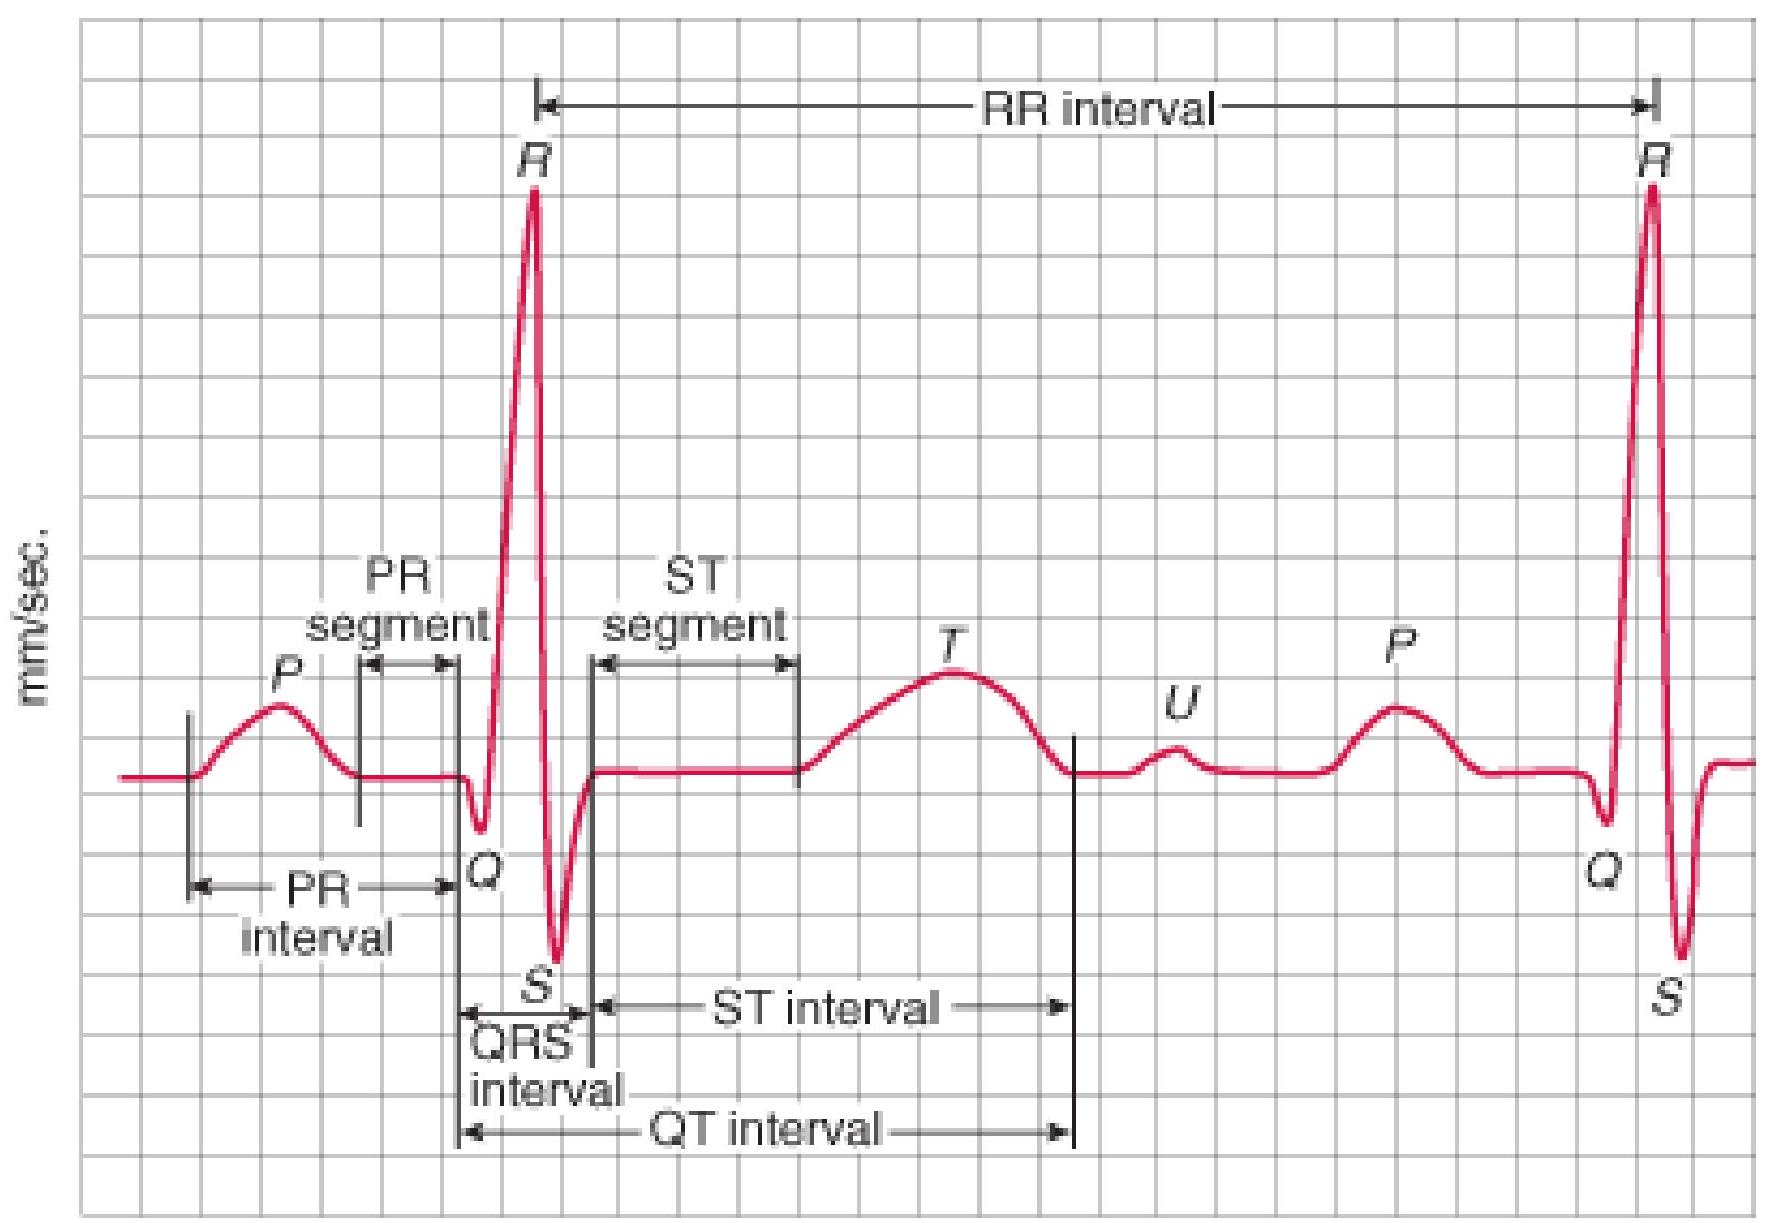 RR interval
R
R
PR
segment
ST
segment
P
T
U
P
mm/sec.
Q
Q
PR
interval
S
S
ST interval
QRS
interval
QT interval